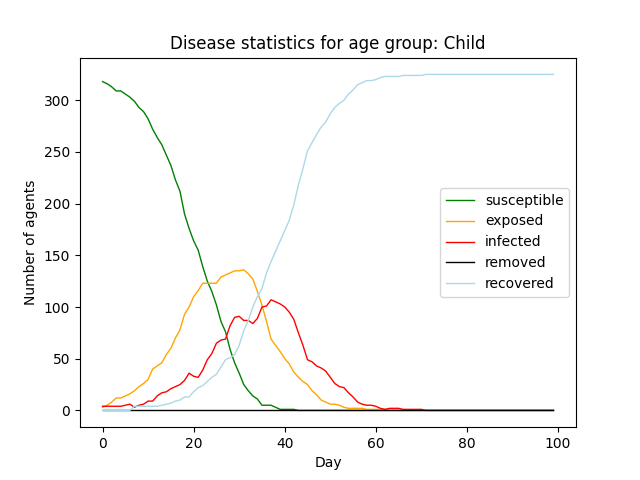 Disease statistics for age group: Child
Number of agents
300
250
200
150
100
50
0
susceptible
exposed
infected
removed
recovered
0 20 40 60 80 100
Day